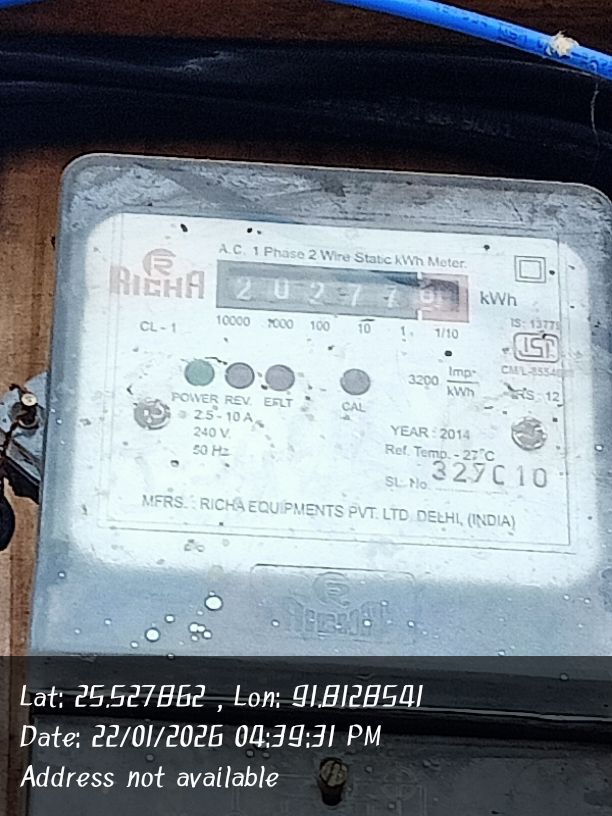 A.C. 1 Phase 2 Wire Static kWh Meter.
RICHA
2 0 2 7 7
kWh
CL - 1
10000 1000 100 10 1 1/10
IS: 13779
ISI
3200 Imp kWh
POWER REV. E/FLT CAL
2.5 - 10 A
240 V.
50 Hz
YEAR : 2014
Ref. Temp. - 27°C
SL. No.
MFRS. : RICHA EQUIPMENTS PVT. LTD. DELHI, (INDIA)
RICHA
Lat: 25.527862 , Lon: 91.8128541
Date: 22/01/2026 04:39:31 PM
Address not available